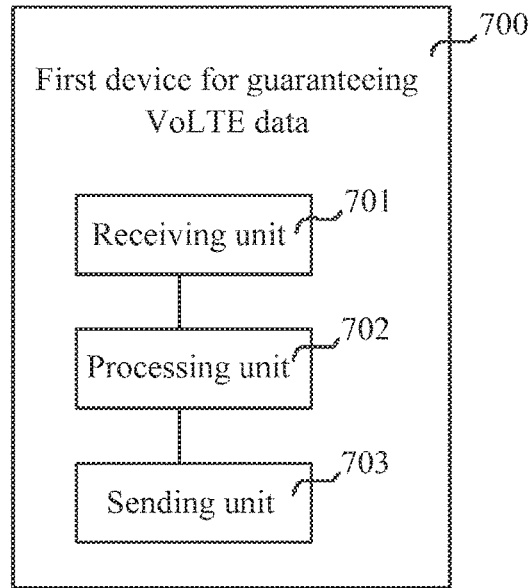 700
First device for guaranteeing
VoLTE data
701
Receiving unit
702
Processing unit
703
Sending unit